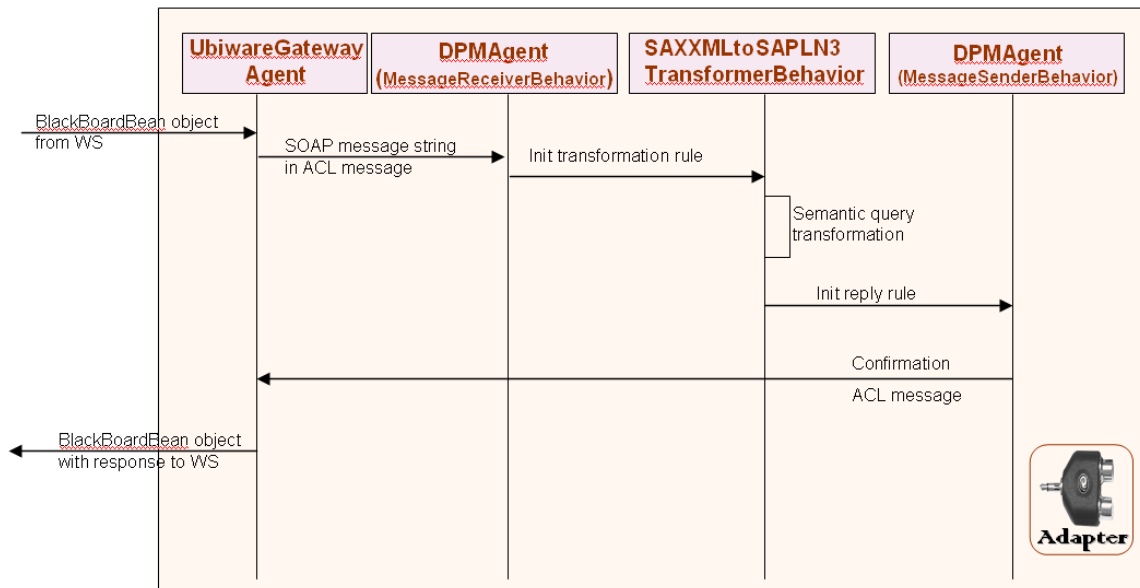 UbiwareGateway
Agent
DPMAgent
(MessageReceiverBehavior)
SAXXMLtoSAPLN3
TransformerBehavior
DPMAgent
(MessageSenderBehavior)
BlackBoardBean object
from WS
SOAP message string
in ACL message
Init transformation rule
Semantic query
transformation
Init reply rule
Confirmation
ACL message
BlackBoardBean object
with response to WS
Adapter